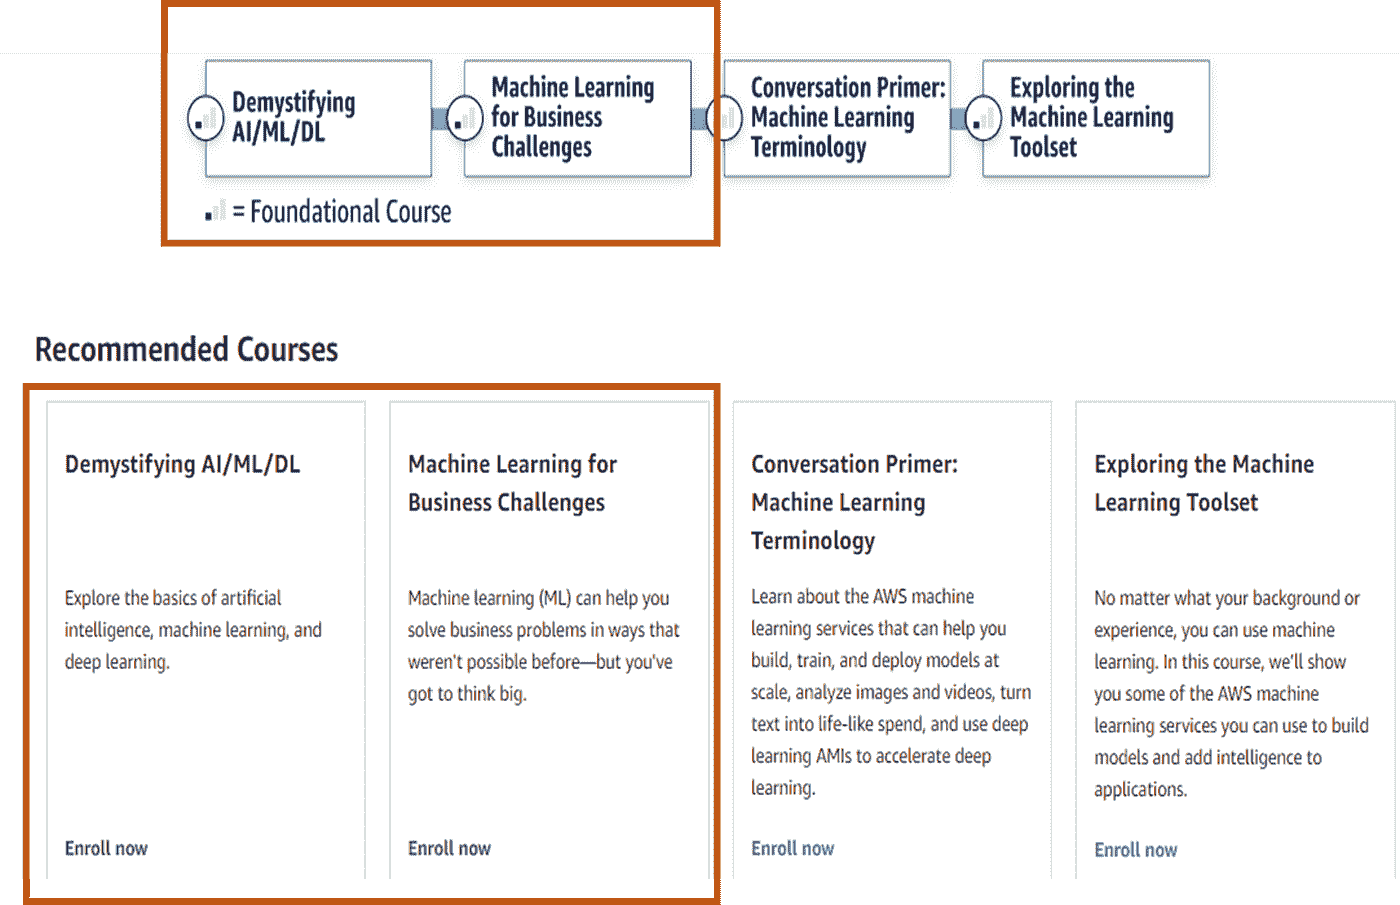 Demystifying
AI/ML/DL
Machine Learning
for Business
Challenges
Conversation Primer:
Machine Learning
Terminology
Exploring the
Machine Learning
Toolset
= Foundational Course
Recommended Courses
Demystifying AI/ML/DL
Explore the basics of artificial
intelligence, machine learning, and
deep learning.
Enroll now
Machine Learning for
Business Challenges
Machine learning (ML) can help you
solve business problems in ways that
weren't possible before—but you've
got to think big.
Enroll now
Conversation Primer:
Machine Learning
Terminology
Learn about the AWS machine
learning services that can help you
build, train, and deploy models at
scale, analyze images and videos, turn
text into life-like spend, and use deep
learning AMIs to accelerate deep
learning.
Enroll now
Exploring the Machine
Learning Toolset
No matter what your background or
experience, you can use machine
learning. In this course, we'll show
you some of the AWS machine
learning services you can use to build
models and add intelligence to
applications.
Enroll now